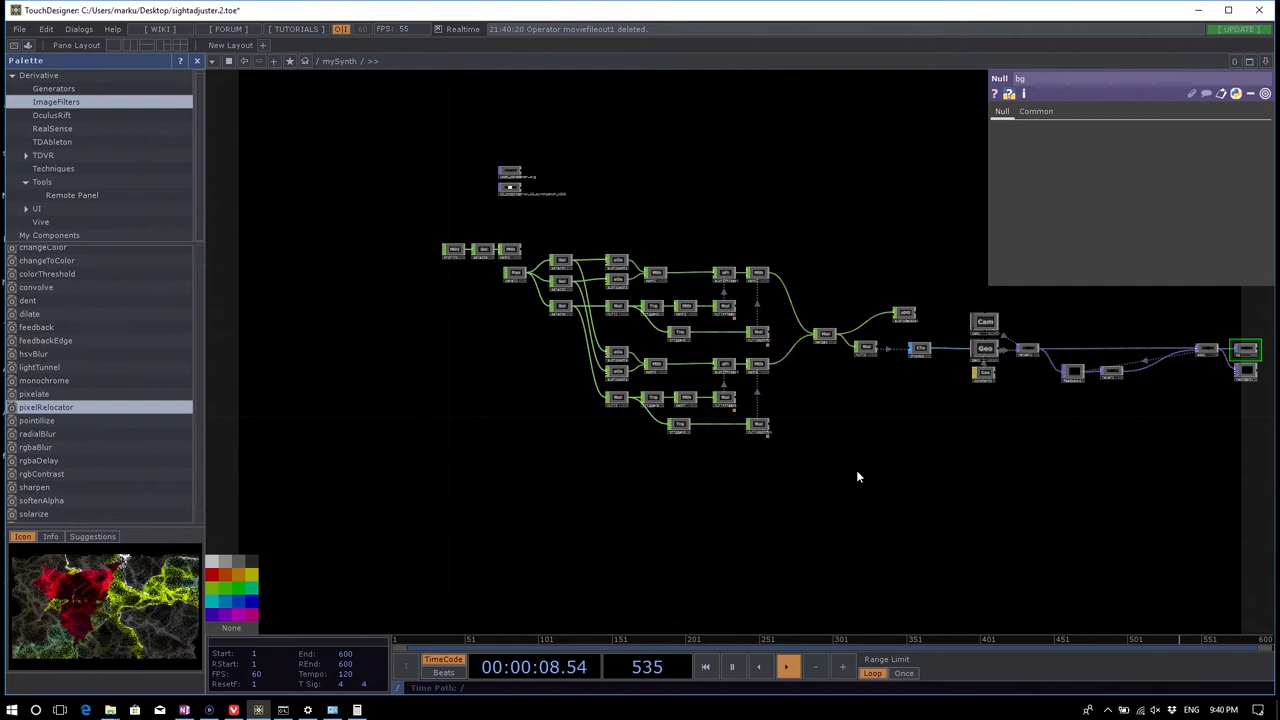 TouchDesigner: C:/Users/marku/Desktop/sightadjuster.2.toe*
File Edit Dialogs Help [ WIKI ] [ FORUM ] [ TUTORIALS ] O|I 60 FPS: 55 Realtime 21:40:20 Operator moviefileout1 deleted. [ UPDATE ]
Pane Layout New Layout +
Palette ? x / mySynth / >> 0
Derivative
Generators
ImageFilters
OculusRift
RealSense
TDAbleton
TDVR
Techniques
Tools
Remote Panel
UI
Vive
My Components
changeColor
changeToColor
colorThreshold
convolve
dent
dilate
feedback
feedbackEdge
hsvBlur
lightTunnel
monochrome
pixelate
pixelRelocator
pointillize
radialBlur
rgbaBlur
rgbaDelay
rgbContrast
sharpen
softenAlpha
solarize
Icon Info Suggestions
None
Null bg
? ? i
Null Common
Cam
Geo
1 51 101 151 201 251 301 351 401 471 501 551 600
Start: 1 End: 600
RStart: 1 REnd: 600
FPS: 60 Tempo: 120
ResetF: 1 T Sig: 4 4
TimeCode
Beats
00:00:08.54 535
Range Limit
Loop Once
/ Time Path: /
ENG 9:40 PM